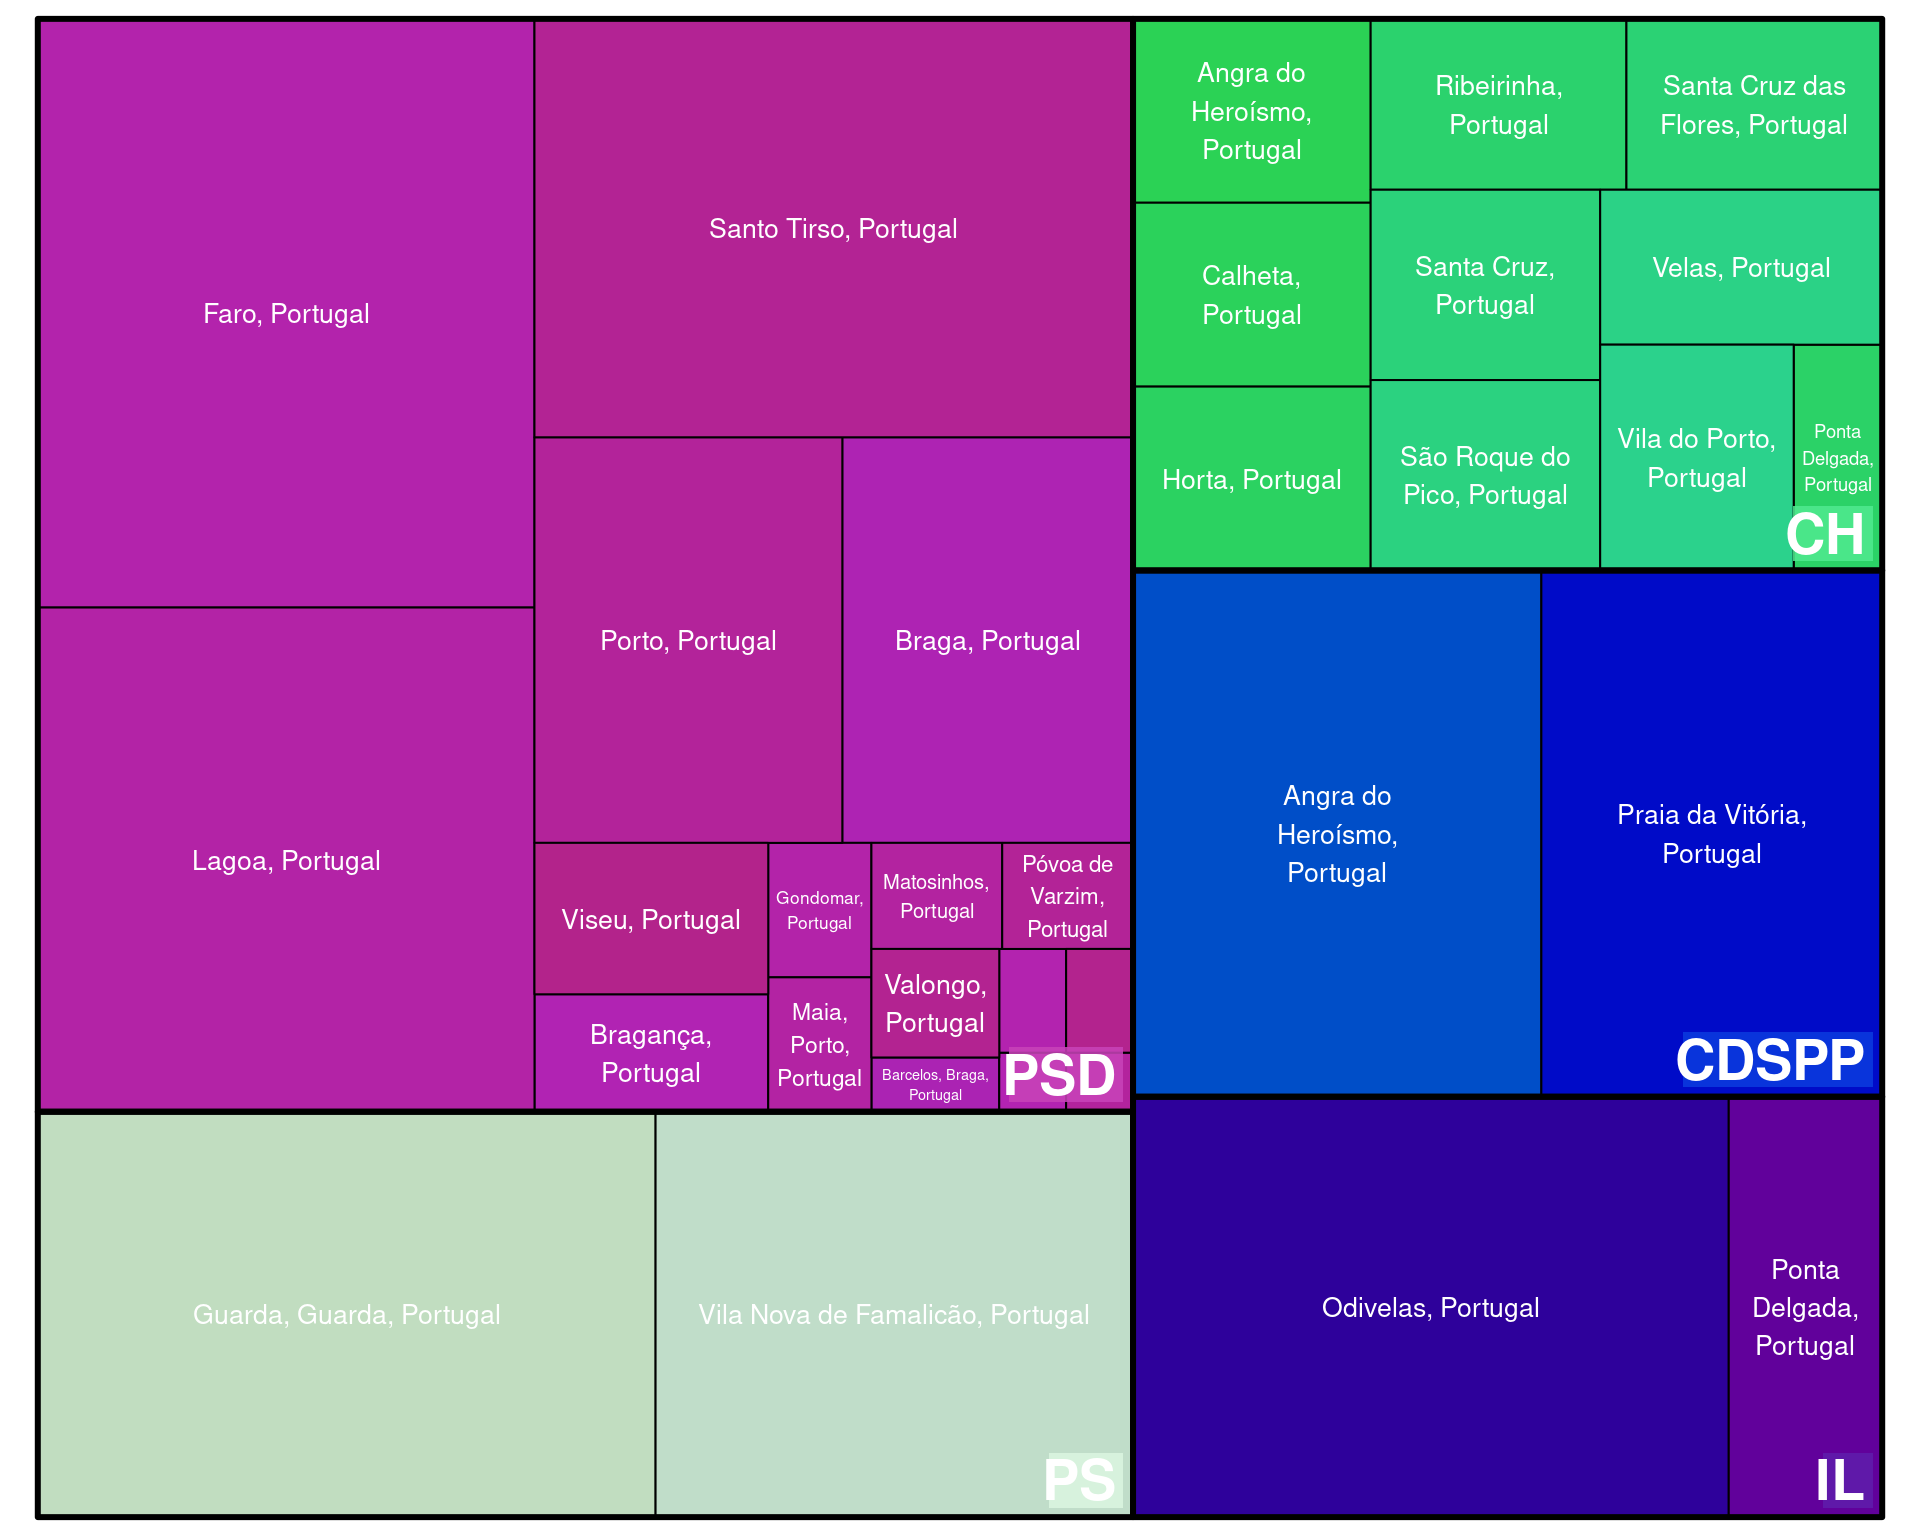 Faro, Portugal
Santo Tirso, Portugal
Lagoa, Portugal
Porto, Portugal
Braga, Portugal
Viseu, Portugal
Bragança,
Portugal
Gondomar,
Portugal
Maia,
Porto,
Portugal
Matosinhos,
Portugal
Póvoa de
Varzim,
Portugal
Valongo,
Portugal
Barcelos, Braga,
Portugal
PSD
Guarda, Guarda, Portugal
Vila Nova de Famalicão, Portugal
PS
Angra do
Heroísmo,
Portugal
Calheta,
Portugal
Horta, Portugal
Ribeirinha,
Portugal
Santa Cruz das
Flores, Portugal
Santa Cruz,
Portugal
Velas, Portugal
São Roque do
Pico, Portugal
Vila do Porto,
Portugal
Ponta
Delgada,
Portugal
CH
Angra do
Heroísmo,
Portugal
Praia da Vitória,
Portugal
CDSPP
Odivelas, Portugal
Ponta
Delgada,
Portugal
IL